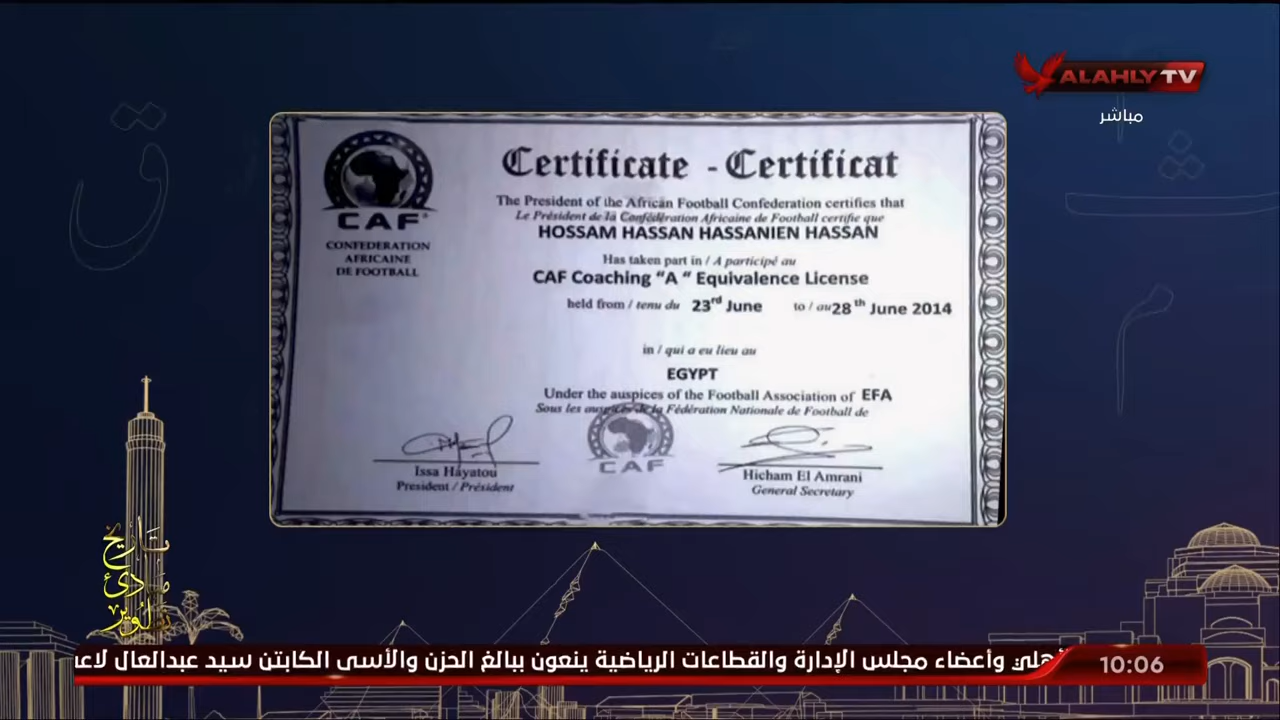 ALAHLY TV
مباشر
CAF
CONFEDERATION
AFRICAINE
DE FOOTBALL
Certificate - Certificat
The President of the African Football Confederation certifies that
Le Président de la Confédération Africaine de Football certifie que
HOSSAM HASSAN HASSANIEN HASSAN
Has taken part in / A participé au
CAF Coaching "A " Equivalence License
held from / tenu du 23rd June to / au 28 th June 2014
in / qui a eu lieu au
EGYPT
Under the auspices of the Football Association of EFA
Sous les auspices de la Fédération Nationale de Football de
CAF
Issa Hayatou
President / Président
Hicham El Amrani
General Secretary
ق
م
تاريخ
مبادئ
تطوير
وأعضاء مجلس الإدارة والقطاعات الرياضية ينعون ببالغ الحزن والأسى الكابتن سيد عبدالعال
10:06